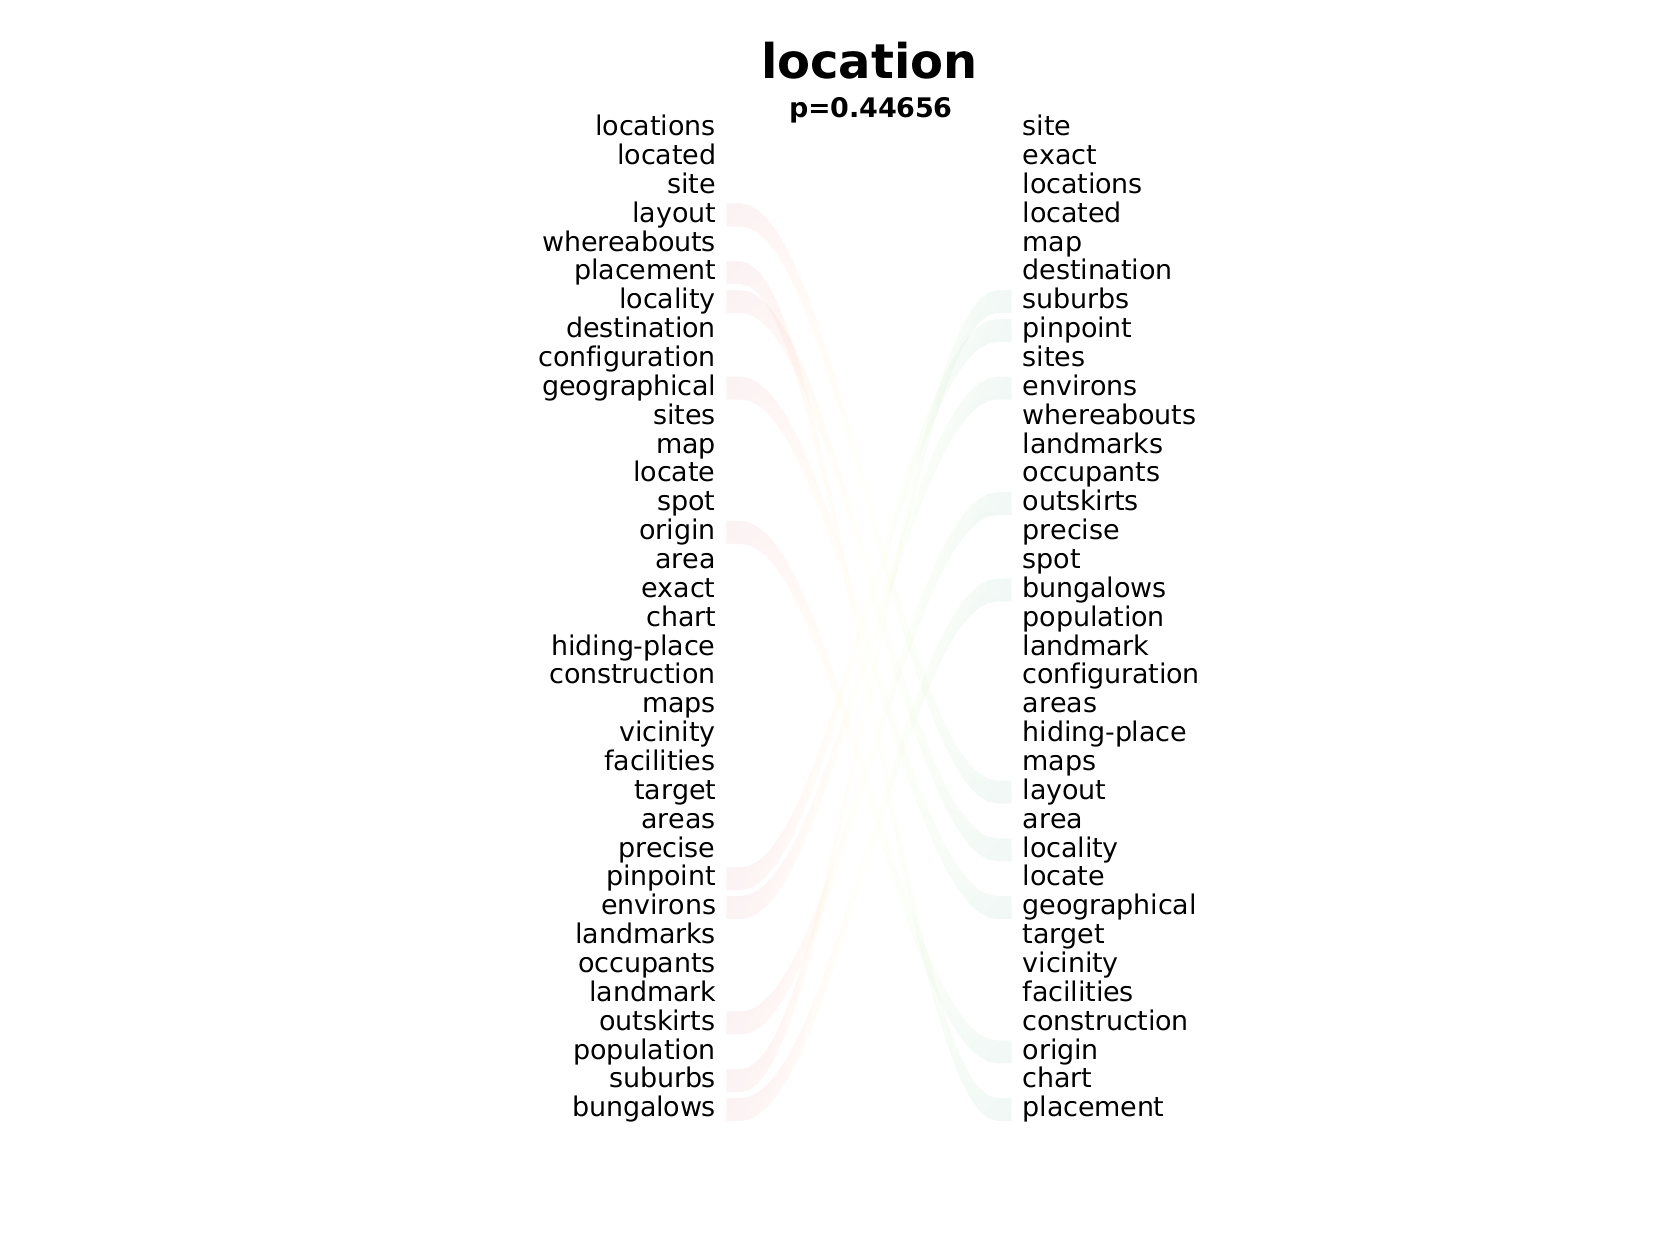 location
p=0.44656
locations
located
site
layout
whereabouts
placement
locality
destination
configuration
geographical
sites
map
locate
spot
origin
area
exact
chart
hiding-place
construction
maps
vicinity
facilities
target
areas
precise
pinpoint
environs
landmarks
occupants
landmark
outskirts
population
suburbs
bungalows
site
exact
locations
located
map
destination
suburbs
pinpoint
sites
environs
whereabouts
landmarks
occupants
outskirts
precise
spot
bungalows
population
landmark
configuration
areas
hiding-place
maps
layout
area
locality
locate
geographical
target
vicinity
facilities
construction
origin
chart
placement